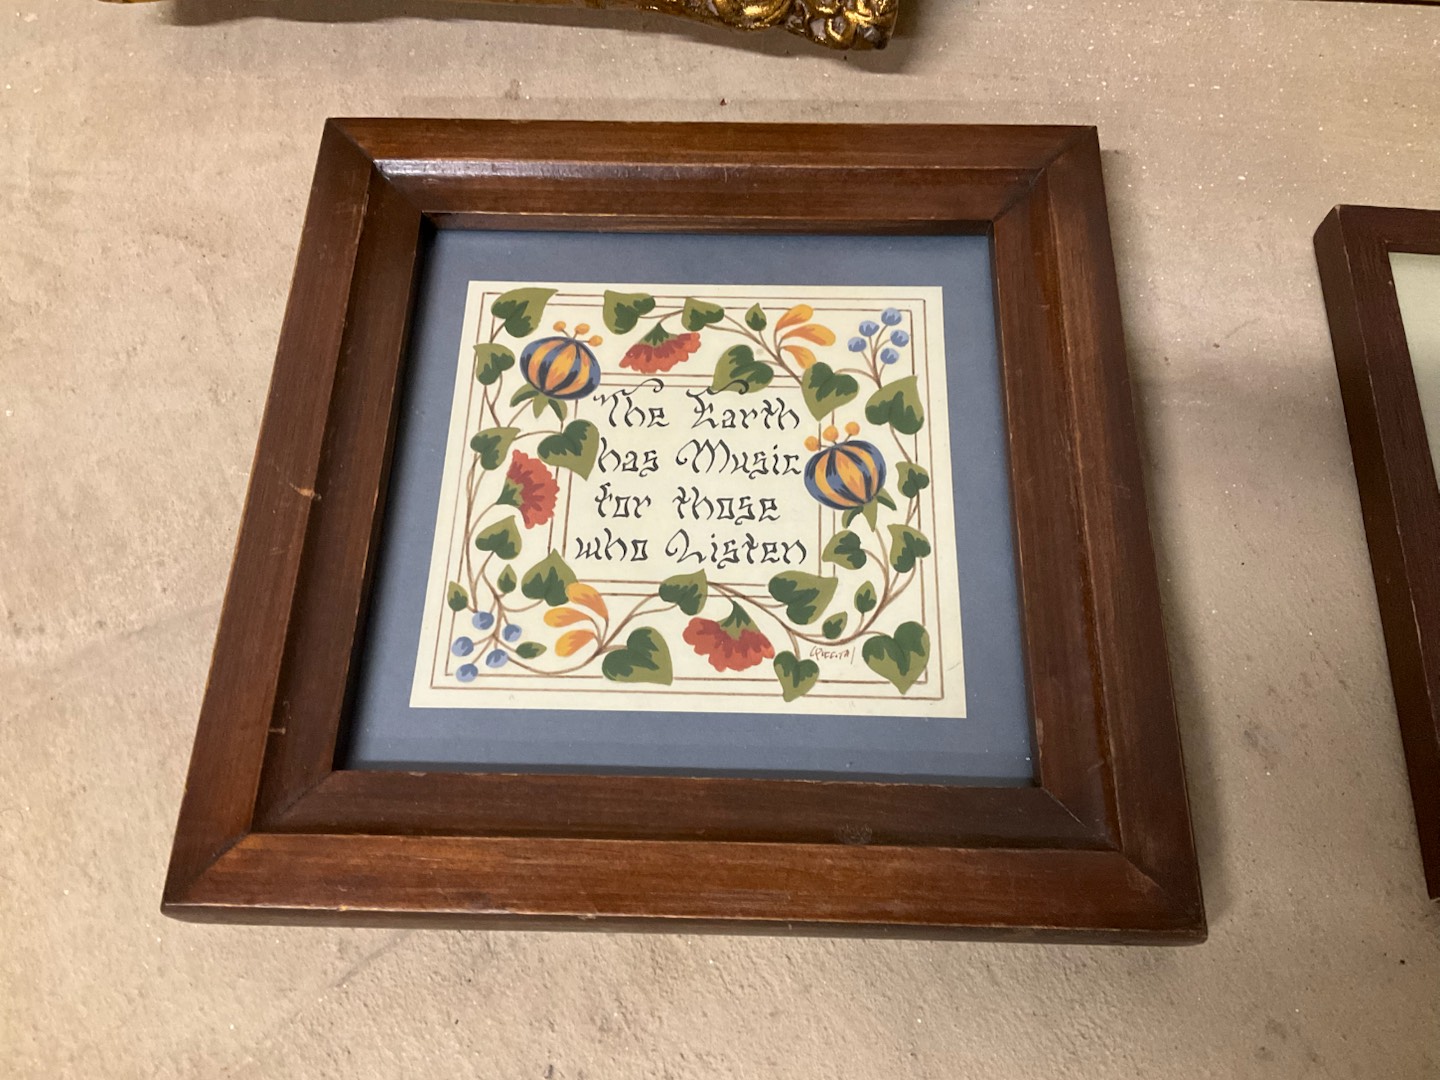 The Earth
has Music
for those
who Listen